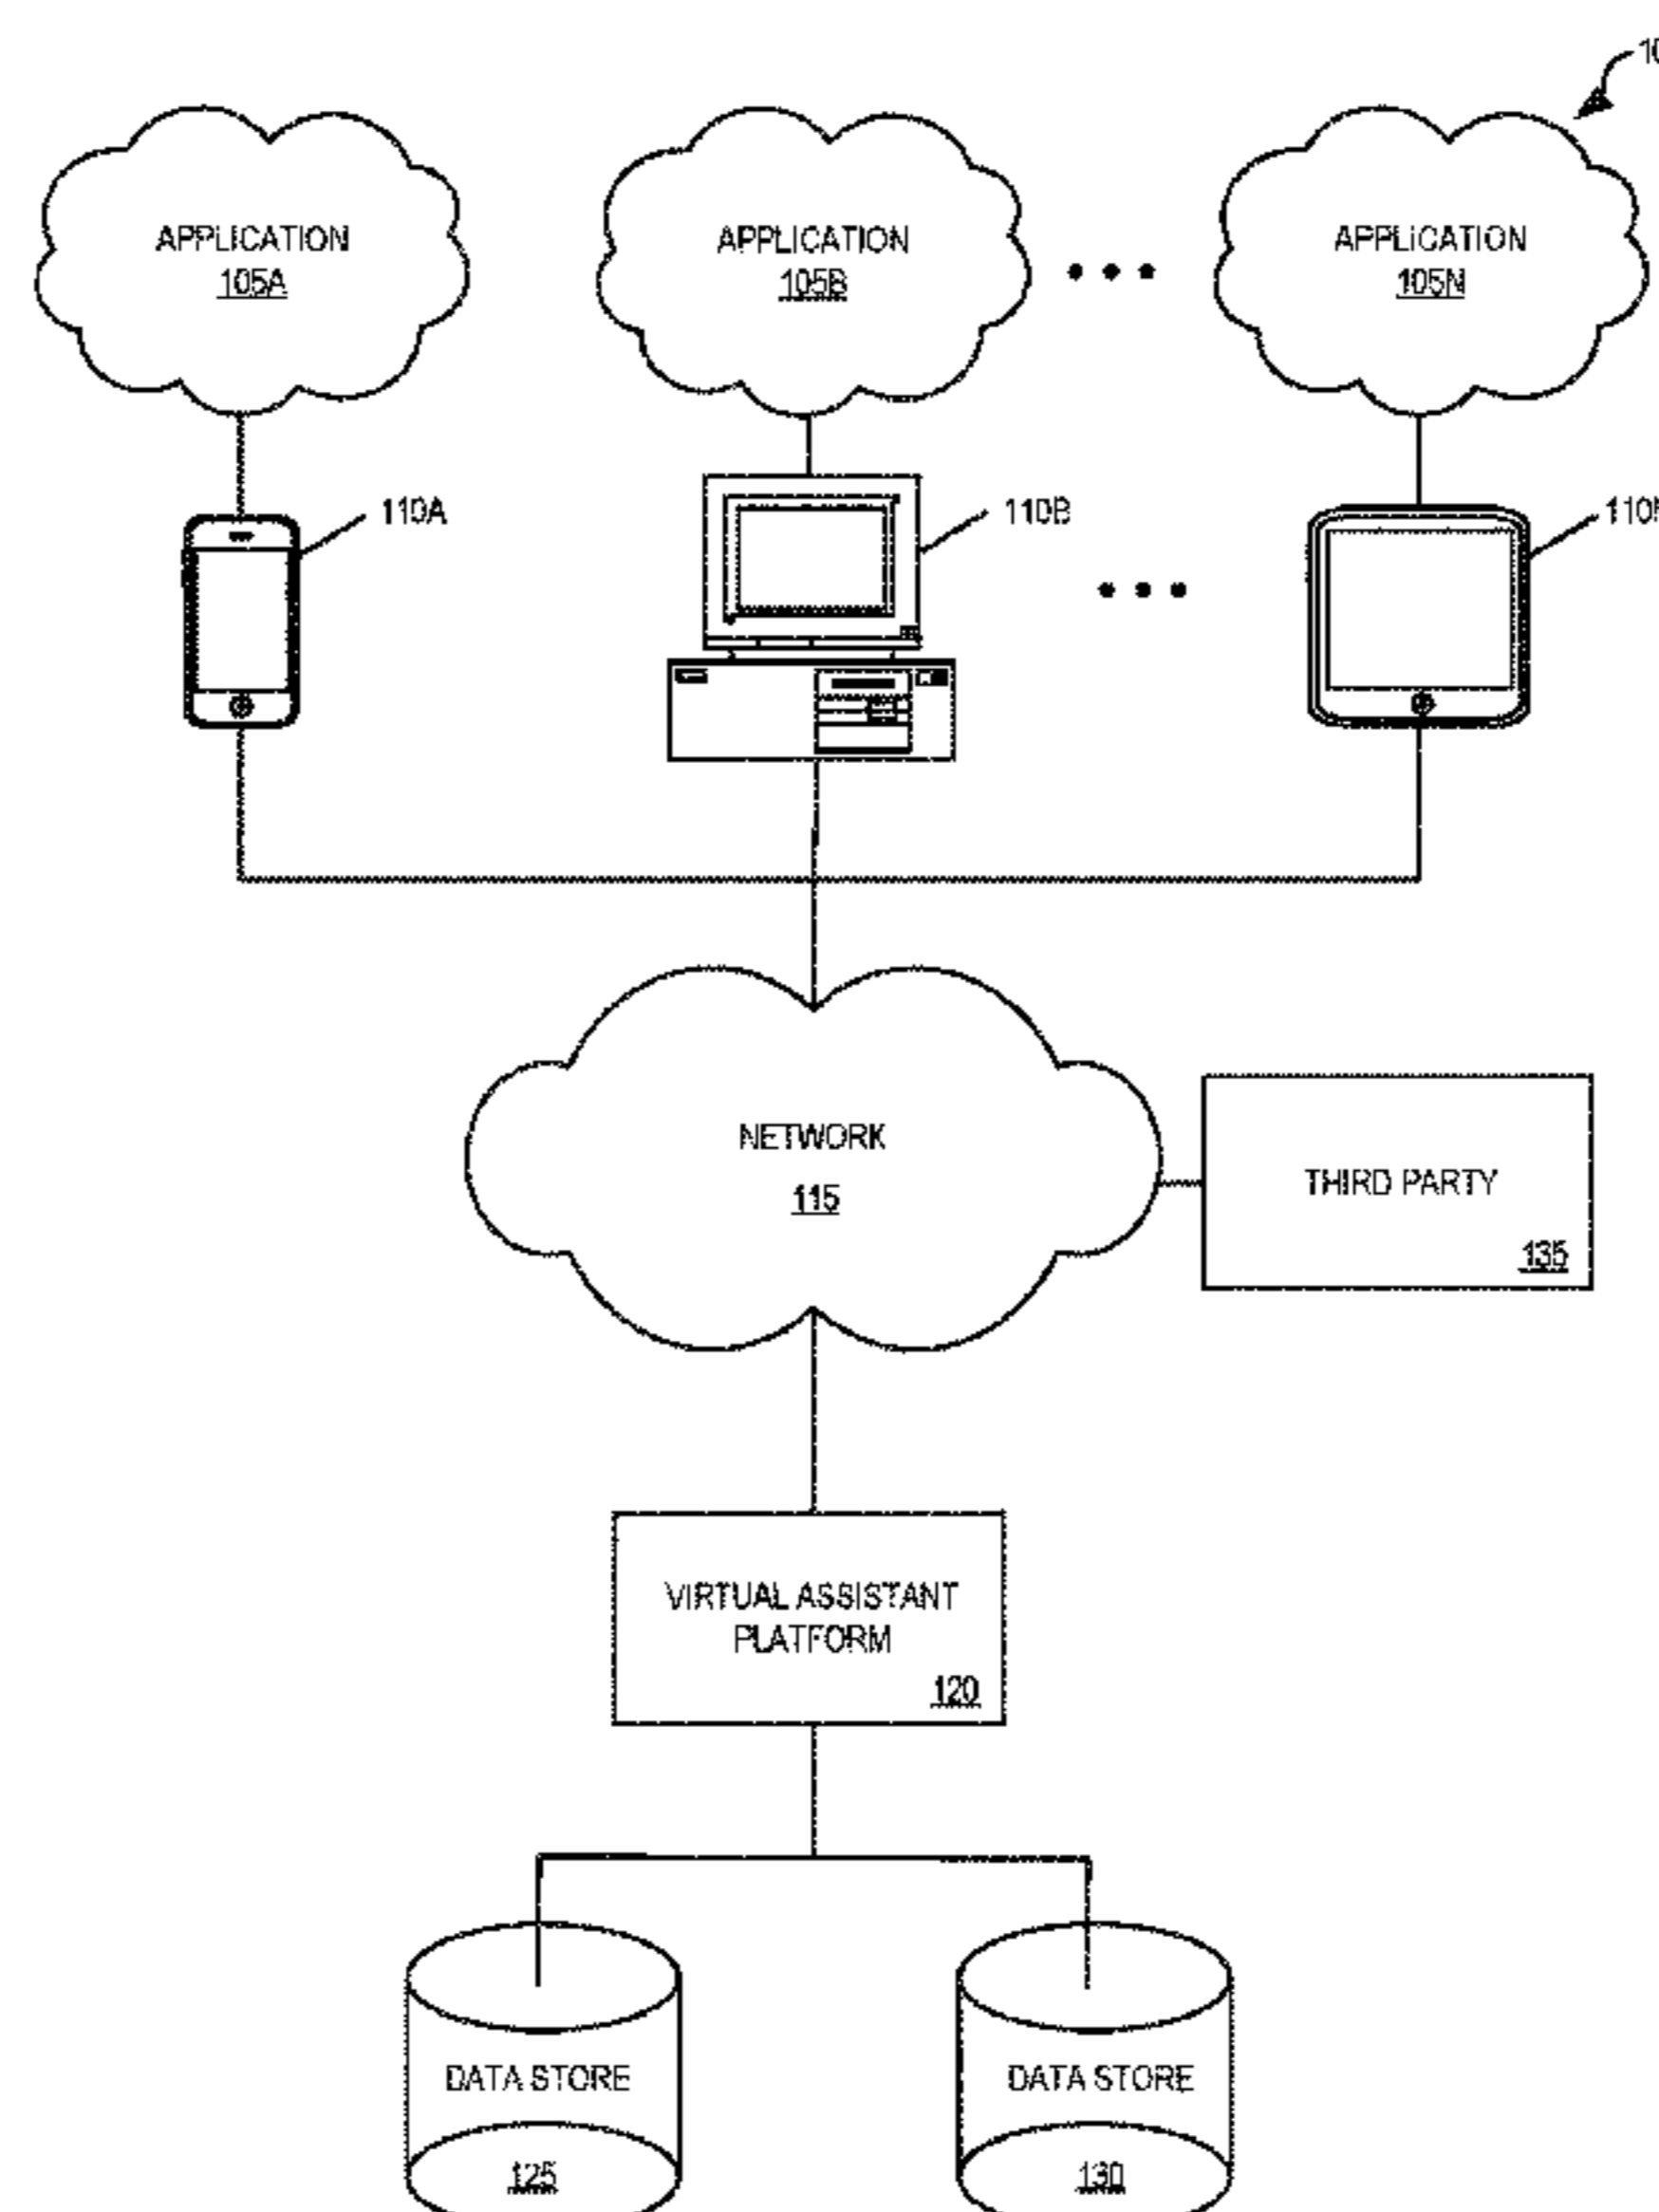 APPLICATION
105A
APPLICATION
105B
APPLICATION
105N
110A
110B
NETWORK
115
THIRD PARTY
135
VIRTUAL ASSISTANT
PLATFORM
120
DATA STORE
125
DATA STORE
130